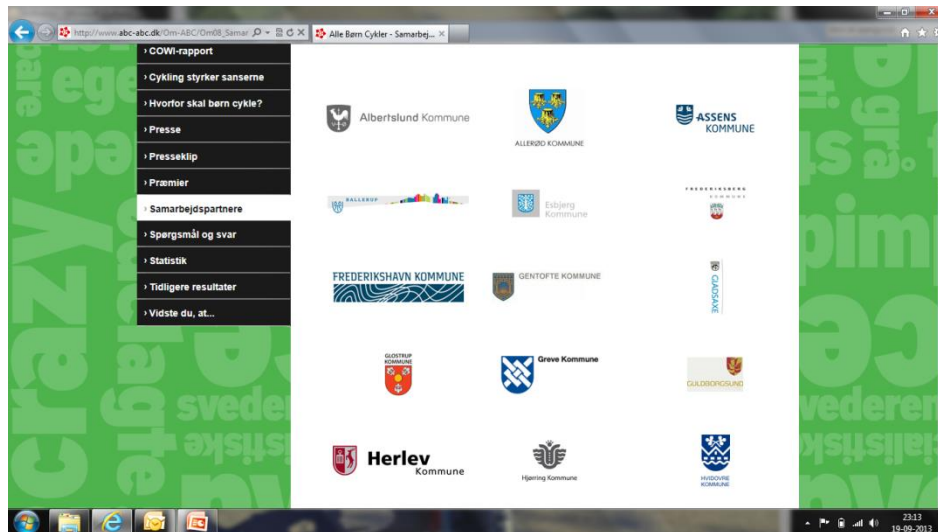 http://www.abc-abc.dk/Om-ABC/Om08_Samar
Alle Børn Cykler - Samarbej...
› COWI-rapport
› Cykling styrker sanserne
› Hvorfor skal børn cykle?
› Presse
› Presseklip
› Præmier
› Samarbejdspartnere
› Spørgsmål og svar
› Statistik
› Tidligere resultater
› Vidste du, at...
Albertslund Kommune
ALLERØD KOMMUNE
ASSENS
KOMMUNE
BALLERUP
Esbjerg
Kommune
FREDERIKSBERG
KOMMUNE
FREDERIKSHAVN KOMMUNE
GENTOFTE KOMMUNE
GLADSAXE
GLOSTRUP
KOMMUNE
Greve Kommune
GULDBORGSUND
Herlev
Kommune
Hjørring Kommune
HVIDOVRE
KOMMUNE
crazy
svedere
23:13
19-09-2013